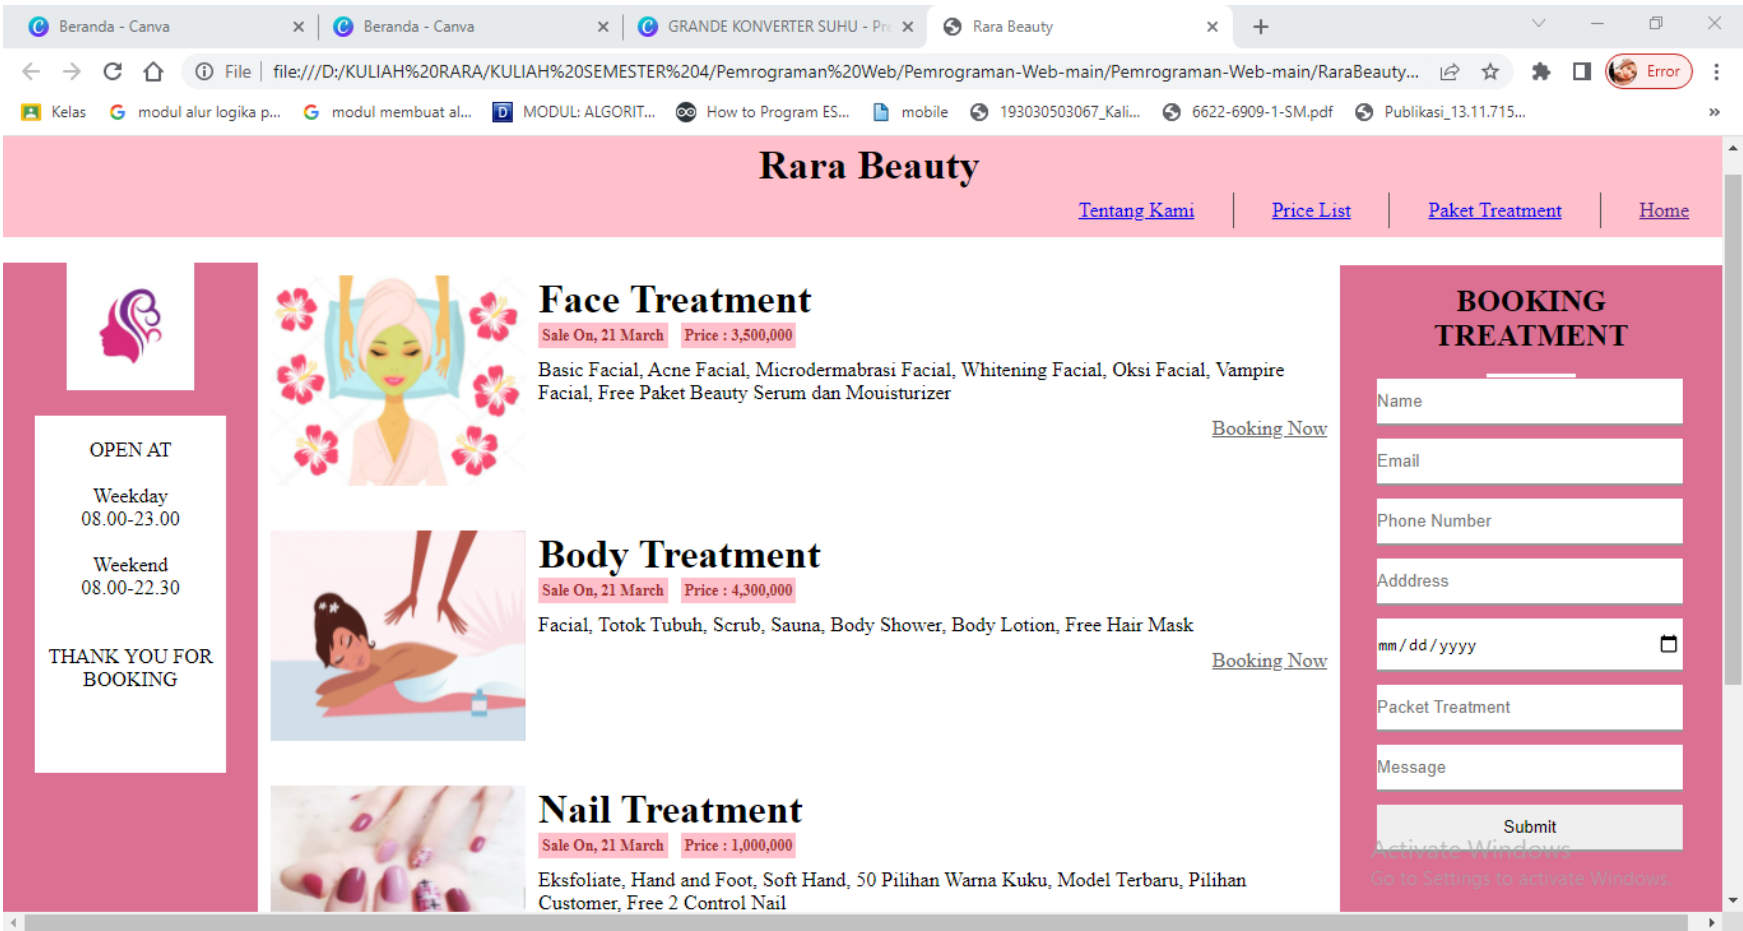 Beranda - Canva
Beranda - Canva
GRANDE KONVERTER SUHU - Pre
Rara Beauty
File
file:///D:/KULIAH%20RARA/KULIAH%20SEMESTER%204/Pemrograman%20Web/Pemrograman-Web-main/Pemrograman-Web-main/RaraBeauty...
Error
Kelas
modul alur logika p...
modul membuat al...
MODUL: ALGORIT...
How to Program ES...
mobile
193030503067_Kali...
6622-6909-1-SM.pdf
Publikasi_13.11.715...
Rara Beauty
Tentang Kami
Price List
Paket Treatment
Home
OPEN AT
Weekday
08.00-23.00
Weekend
08.00-22.30
THANK YOU FOR
BOOKING
Face Treatment
Sale On, 21 March
Price : 3,500,000
Basic Facial, Acne Facial, Microdermabrasi Facial, Whitening Facial, Oksi Facial, Vampire
Facial, Free Paket Beauty Serum dan Mouisturizer
Booking Now
Body Treatment
Sale On, 21 March
Price : 4,300,000
Facial, Totok Tubuh, Scrub, Sauna, Body Shower, Body Lotion, Free Hair Mask
Booking Now
Nail Treatment
Sale On, 21 March
Price : 1,000,000
Eksfoliate, Hand and Foot, Soft Hand, 50 Pilihan Warna Kuku, Model Terbaru, Pilihan
Customer, Free 2 Control Nail
BOOKING
TREATMENT
Name
Email
Phone Number
Adddress
mm/dd/yyyy
Packet Treatment
Message
Submit
Activate Windows
Go to Settings to activate Windows.